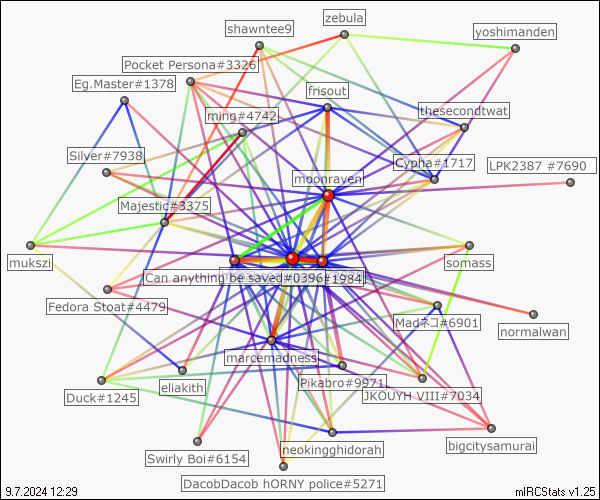 zebula
shawntee9
yoshimanden
Pocket Persona#3326
Eg.Master#1378
frisout
thesecondtwat
ming#4742
Silver#7938
Cypha#1717
LPK2387 #7690
moonraven
Majestic#3375
mukszi
somass
Can anything be saved#0396
#1984
Fedora Stoat#4479
Madネコ#6901
normalwan
marcemadness
Pikabro#9971
eliakith
JKOUYH VIII#7034
Duck#1245
bigcitysamurai
neokingghidorah
Swirly Boi#6154
DacobDacob hORNY police#5271
9.7.2024 12:29
mIRCStats v1.25